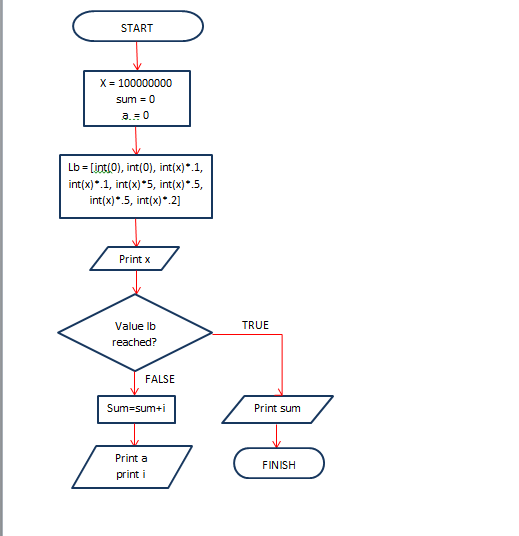 START
X = 100000000
sum = 0
a. = 0
Lb = [int(0), int(0), int(x)*.1,
int(x)*.1, int(x)*5, int(x)*.5,
int(x)*.5, int(x)*.2]
Print x
Value lb
reached?
TRUE
FALSE
Sum=sum+i
Print sum
Print a
print i
FINISH